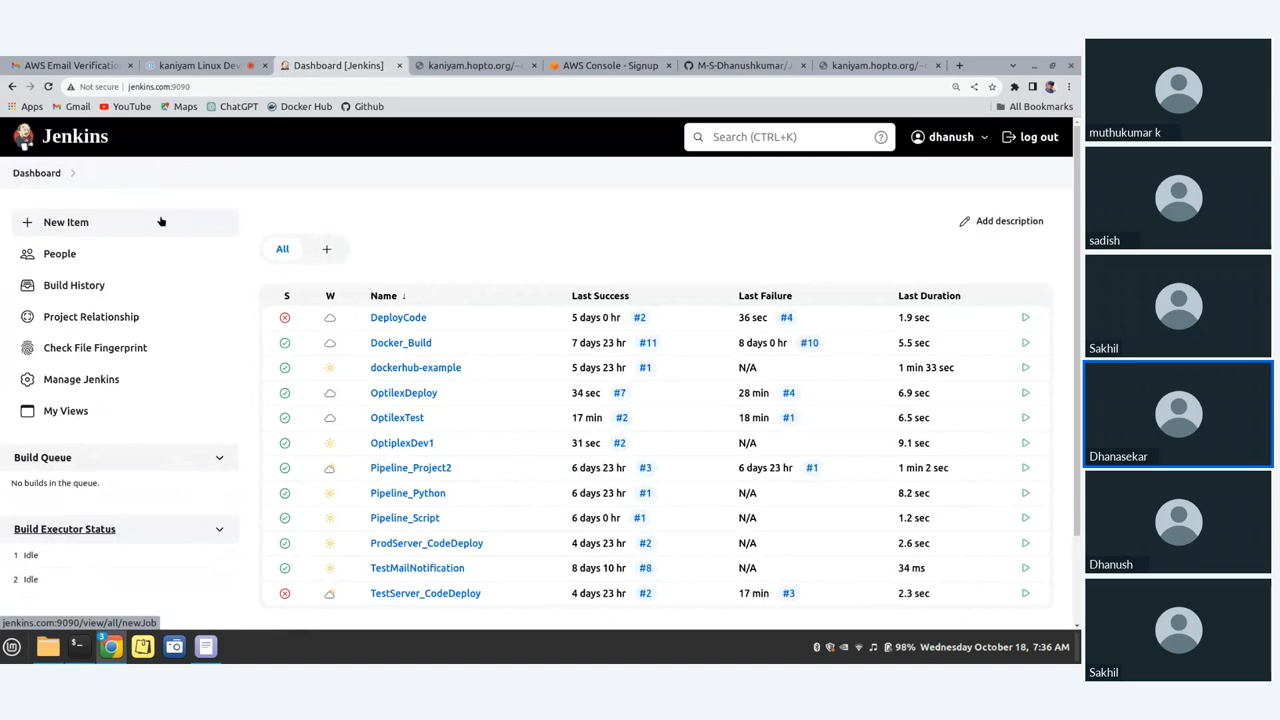 AWS Email Verificatio
kaniyam Linux Dev
Dashboard [Jenkins]
kaniyam.hopto.org/~
AWS Console - Signup
M-S-Dhanushkumar/J
kaniyam.hopto.org/~
Not secure
jenkins.com:9090
Apps
Gmail
YouTube
Maps
ChatGPT
Docker Hub
Github
All Bookmarks
Jenkins
Search (CTRL+K)
dhanush
log out
Dashboard
New Item
People
Build History
Project Relationship
Check File Fingerprint
Manage Jenkins
My Views
Build Queue
No builds in the queue.
Build Executor Status
1 Idle
2 Idle
Add description
All +
S W Name ↓ Last Success Last Failure Last Duration
DeployCode 5 days 0 hr #2 36 sec #4 1.9 sec
Docker_Build 7 days 23 hr #11 8 days 0 hr #10 5.5 sec
dockerhub-example 5 days 23 hr #1 N/A 1 min 33 sec
OptilexDeploy 34 sec #7 28 min #4 6.9 sec
OptilexTest 17 min #2 18 min #1 6.5 sec
OptiplexDev1 31 sec #2 N/A 9.1 sec
Pipeline_Project2 6 days 23 hr #3 6 days 23 hr #1 1 min 2 sec
Pipeline_Python 6 days 23 hr #1 N/A 8.2 sec
Pipeline_Script 6 days 0 hr #1 N/A 1.2 sec
ProdServer_CodeDeploy 4 days 23 hr #2 N/A 2.6 sec
TestMailNotification 8 days 10 hr #8 N/A 34 ms
TestServer_CodeDeploy 4 days 23 hr #2 17 min #3 2.3 sec
jenkins.com:9090/view/all/newJob
3
98% Wednesday October 18, 7:36 AM
muthukumar k
sadish
Sakhil
Dhanasekar
Dhanush
Sakhil